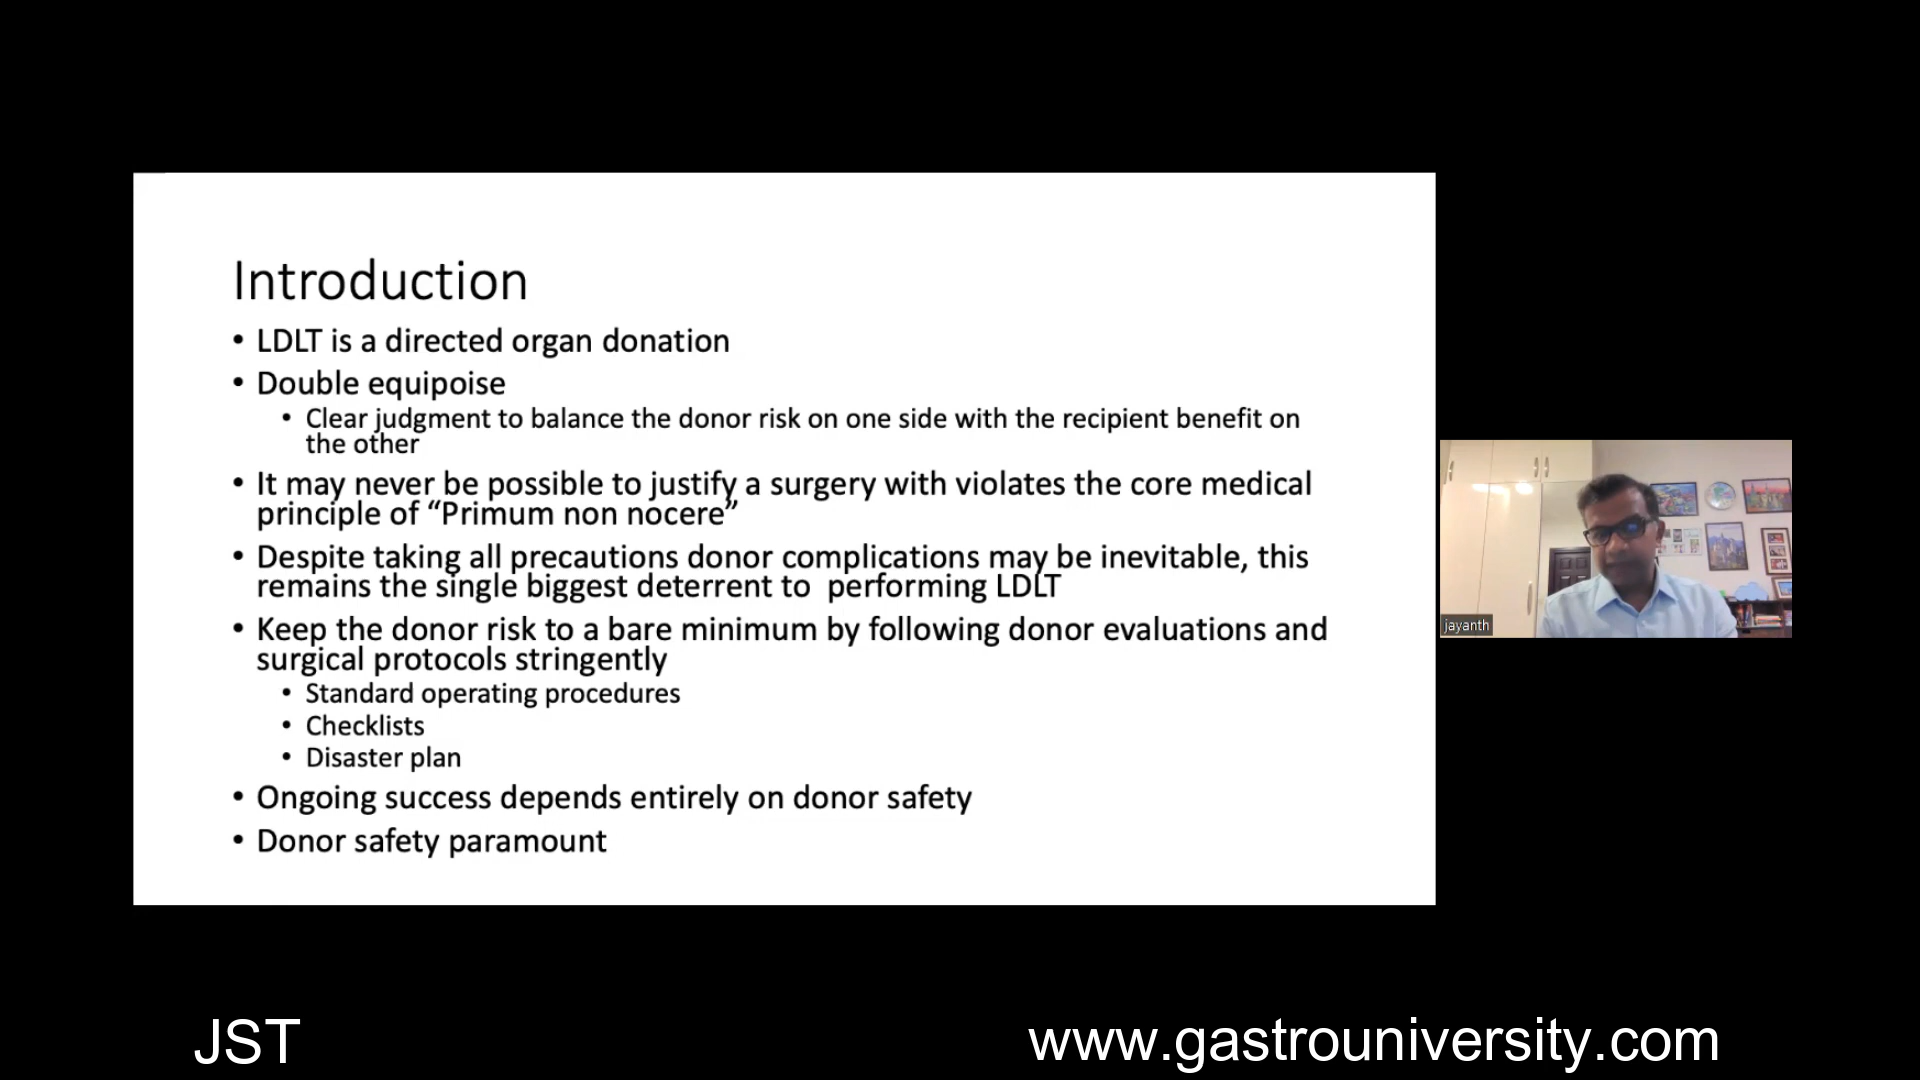 Introduction
• LDLT is a directed organ donation
• Double equipoise
• Clear judgment to balance the donor risk on one side with the recipient benefit on
the other
• It may never be possible to justify a surgery with violates the core medical
principle of “Primum non nocere”
• Despite taking all precautions donor complications may be inevitable, this
remains the single biggest deterrent to performing LDLT
• Keep the donor risk to a bare minimum by following donor evaluations and
surgical protocols stringently
• Standard operating procedures
• Checklists
• Disaster plan
• Ongoing success depends entirely on donor safety
• Donor safety paramount
jayanth
JST
www.gastrouniversity.com